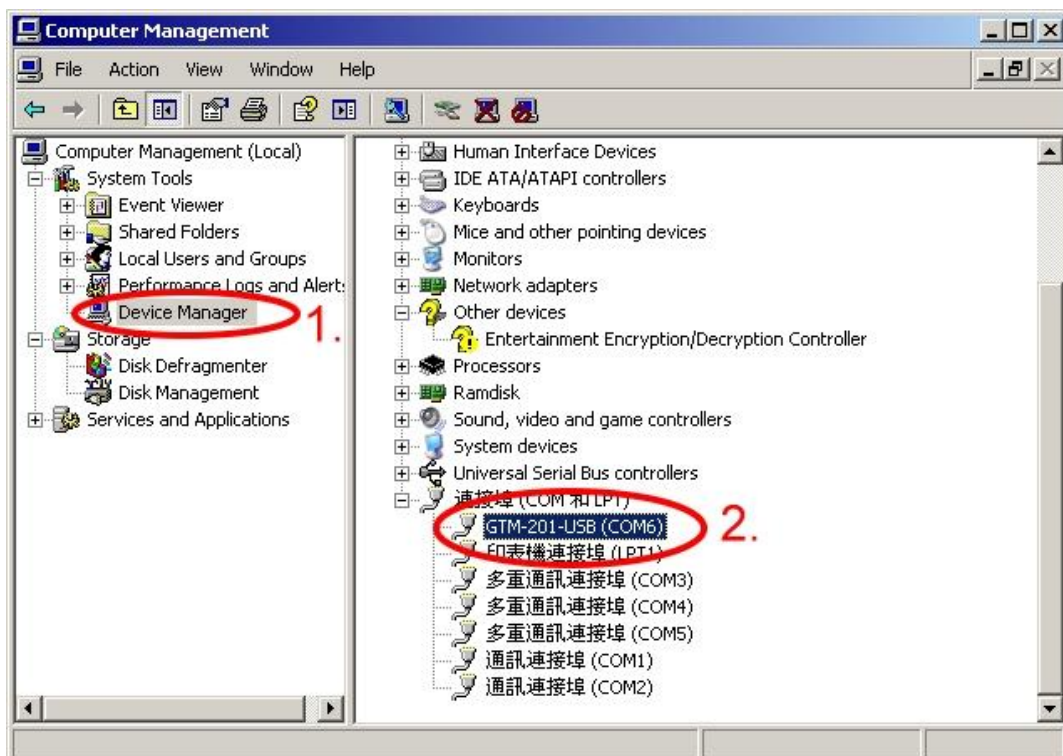 Computer Management
File Action View Window Help
Computer Management (Local)
System Tools
Event Viewer
Shared Folders
Local Users and Groups
Performance Logs and Alert:
Device Manager
1.
Storage
Disk Defragmenter
Disk Management
Services and Applications
Human Interface Devices
IDE ATA/ATAPI controllers
Keyboards
Mice and other pointing devices
Monitors
Network adapters
Other devices
Entertainment Encryption/Decryption Controller
Processors
Ramdisk
Sound, video and game controllers
System devices
Universal Serial Bus controllers
連接埠 (COM 和 LPT)
GTM-201-USB (COM6)
2.
印表機連接埠 (LPT1)
多重通訊連接埠 (COM3)
多重通訊連接埠 (COM4)
多重通訊連接埠 (COM5)
通訊連接埠 (COM1)
通訊連接埠 (COM2)